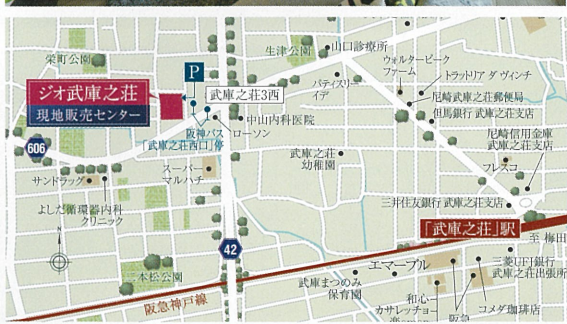 栄町公園
生津公園
山口診療所
ウォルターピーク
ファーム
トラットリア ダ ヴィンチ
P
ジオ武庫之荘
現地販売センター
武庫之荘3西
パティスリー
イデ
尼崎武庫之荘郵便局
但馬銀行 武庫之荘支店
中山内科医院
ローソン
阪神バス
「武庫之荘西口」停
尼崎信用金庫
武庫之荘支店
606
武庫之荘
幼稚園
フレスコ
サンドラッグ
スーパー
マルハチ
よしだ循環器内科
クリニック
三井住友銀行 武庫之荘支店
「武庫之荘」駅
至 梅田
N
42
本松公園
エマーブル
三菱UFJ銀行
武庫之荘出張所
阪急神戸線
武庫まつのみ
保育園
和心
カサレッチョ
阪急
コメダ珈琲店